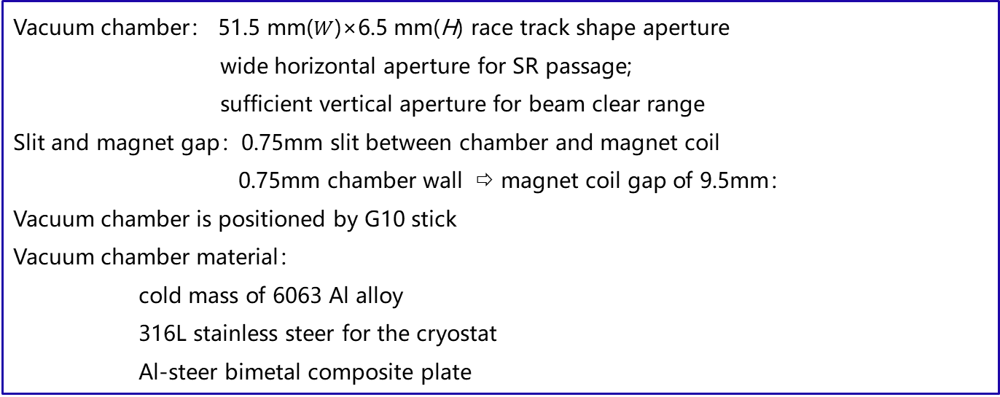 Vacuum chamber： 51.5 mm(W)×6.5 mm(H) race track shape aperture
wide horizontal aperture for SR passage;
sufficient vertical aperture for beam clear range
Slit and magnet gap：0.75mm slit between chamber and magnet coil
0.75mm chamber wall ⇨ magnet coil gap of 9.5mm：
Vacuum chamber is positioned by G10 stick
Vacuum chamber material：
cold mass of 6063 Al alloy
316L stainless steer for the cryostat
Al-steer bimetal composite plate